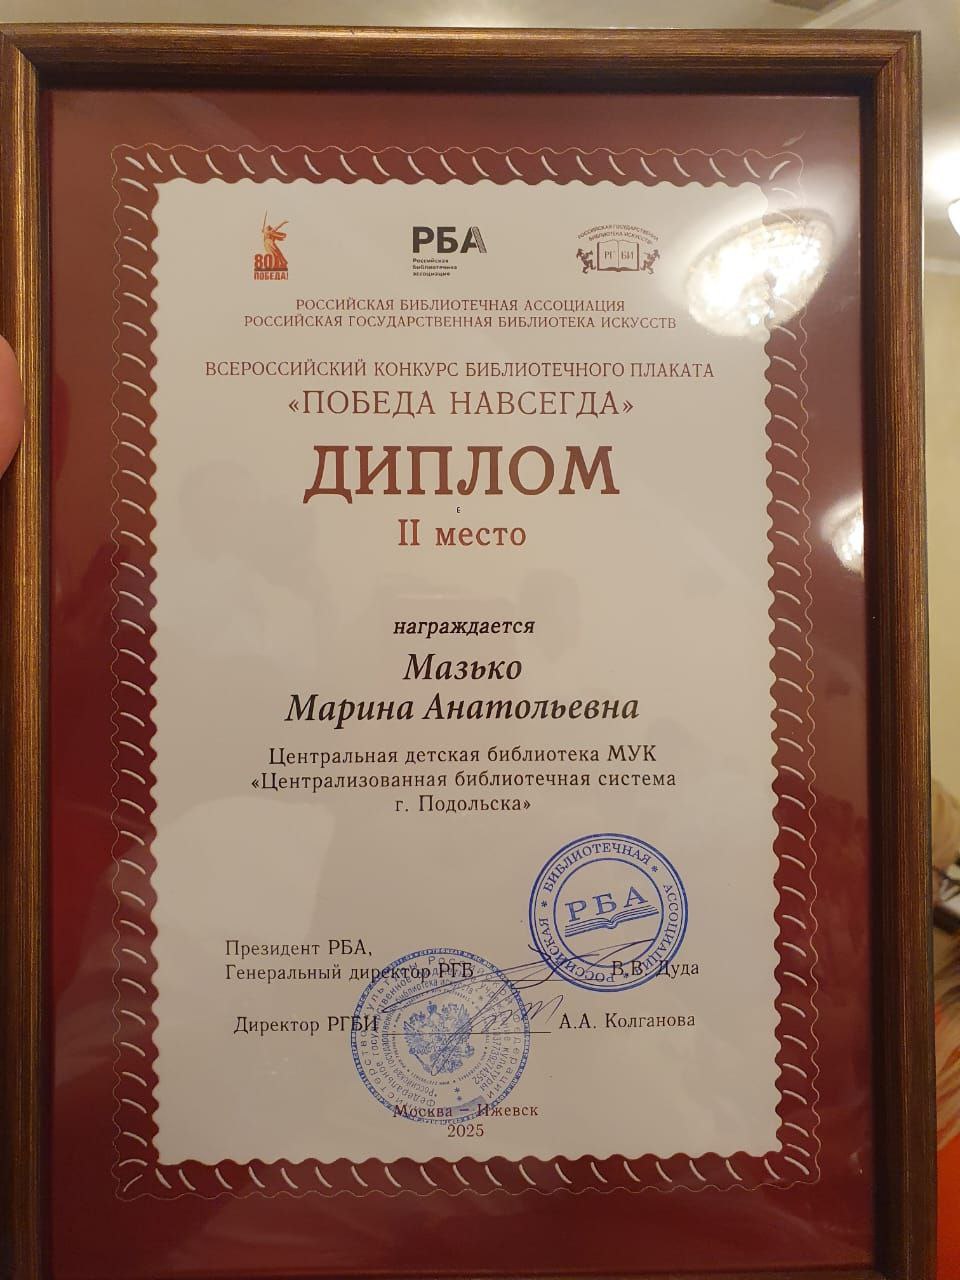 80
ПОБЕДА!
РБА
Российская
библиотечная
ассоциация
РОССИЙСКАЯ ГОСУДАРСТВЕННАЯ
БИБЛИОТЕКА ИСКУССТВ
РГ БИ
РОССИЙСКАЯ БИБЛИОТЕЧНАЯ АССОЦИАЦИЯ
РОССИЙСКАЯ ГОСУДАРСТВЕННАЯ БИБЛИОТЕКА ИСКУССТВ
ВСЕРОССИЙСКИЙ КОНКУРС БИБЛИОТЕЧНОГО ПЛАКАТА
«ПОБЕДА НАВСЕГДА»
ДИПЛОМ
Е
II место
награждается
Мазько
Марина Анатольевна
Центральная детская библиотека МУК
«Централизованная библиотечная система
г. Подольска»
РОССИЙСКАЯ * БИБЛИОТЕЧНАЯ * АССОЦИАЦИЯ
РБА
Президент РБА,
Генеральный директор РГБ В.В. Дуда
Директор РГБИ А.А. Колганова
Москва – Ижевск
2025